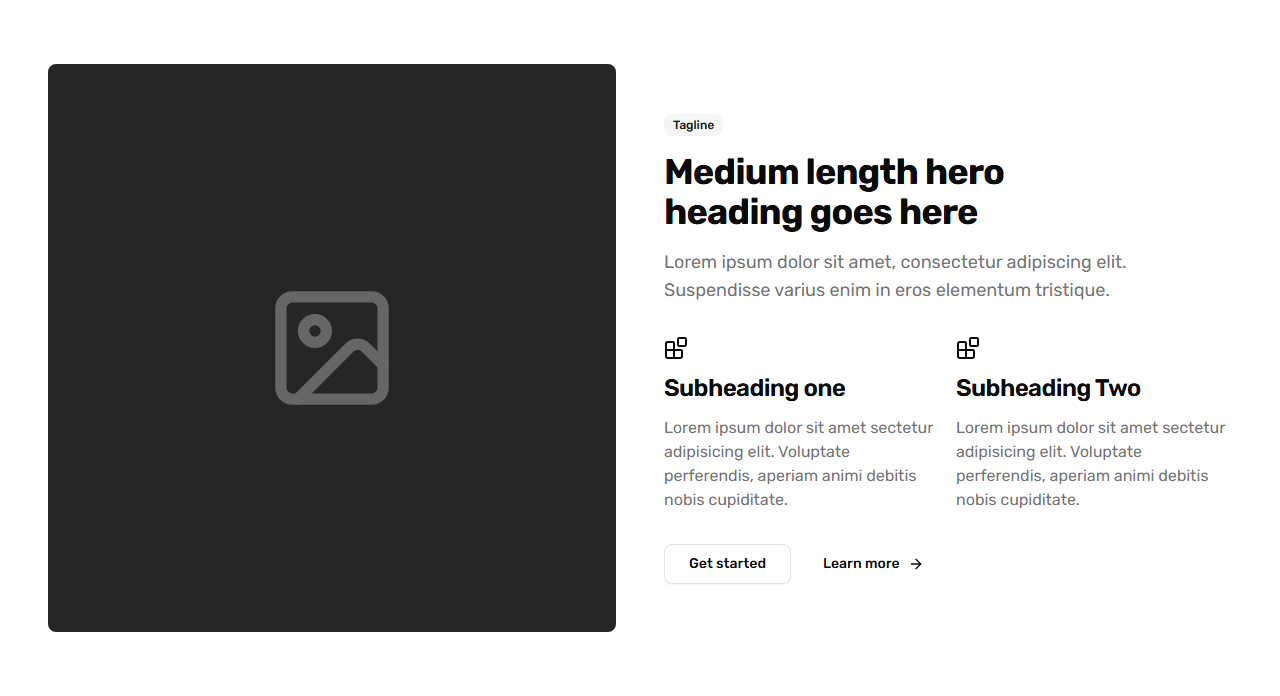 Tagline
Medium length hero
heading goes here
Lorem ipsum dolor sit amet, consectetur adipiscing elit.
Suspendisse varius enim in eros elementum tristique.
Subheading one
Lorem ipsum dolor sit amet sectetur
adipisicing elit. Voluptate
perferendis, aperiam animi debitis
nobis cupiditate.
Subheading Two
Lorem ipsum dolor sit amet sectetur
adipisicing elit. Voluptate
perferendis, aperiam animi debitis
nobis cupiditate.
Get started
Learn more